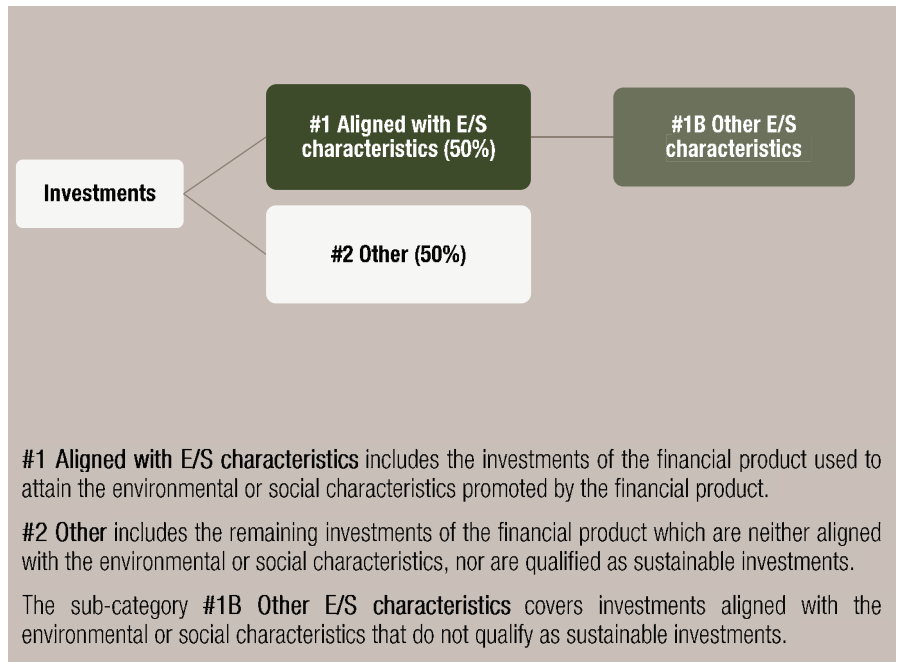 #1 Aligned with E/S
characteristics (50%)
#1B Other E/S
characteristics
Investments
#2 Other (50%)
#1 Aligned with E/S characteristics includes the investments of the financial product used to
attain the environmental or social characteristics promoted by the financial product.
#2 Other includes the remaining investments of the financial product which are neither aligned
with the environmental or social characteristics, nor are qualified as sustainable investments.
The sub-category #1B Other E/S characteristics covers investments aligned with the
environmental or social characteristics that do not qualify as sustainable investments.